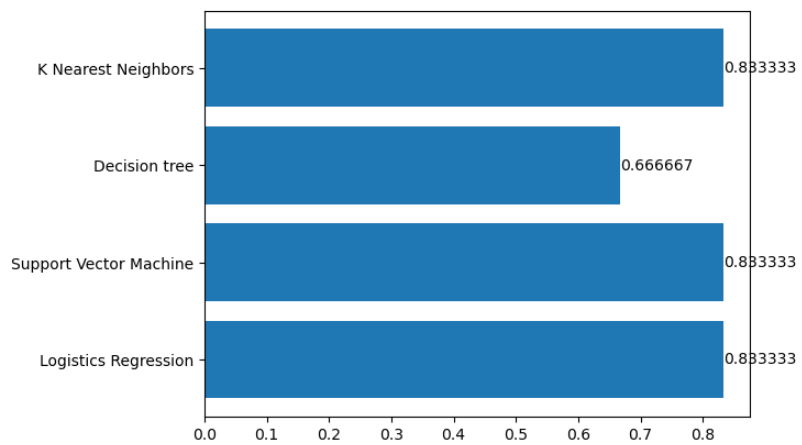 K Nearest Neighbors 0.833333
Decision tree 0.666667
Support Vector Machine 0.833333
Logistics Regression 0.833333
0.0 0.1 0.2 0.3 0.4 0.5 0.6 0.7 0.8